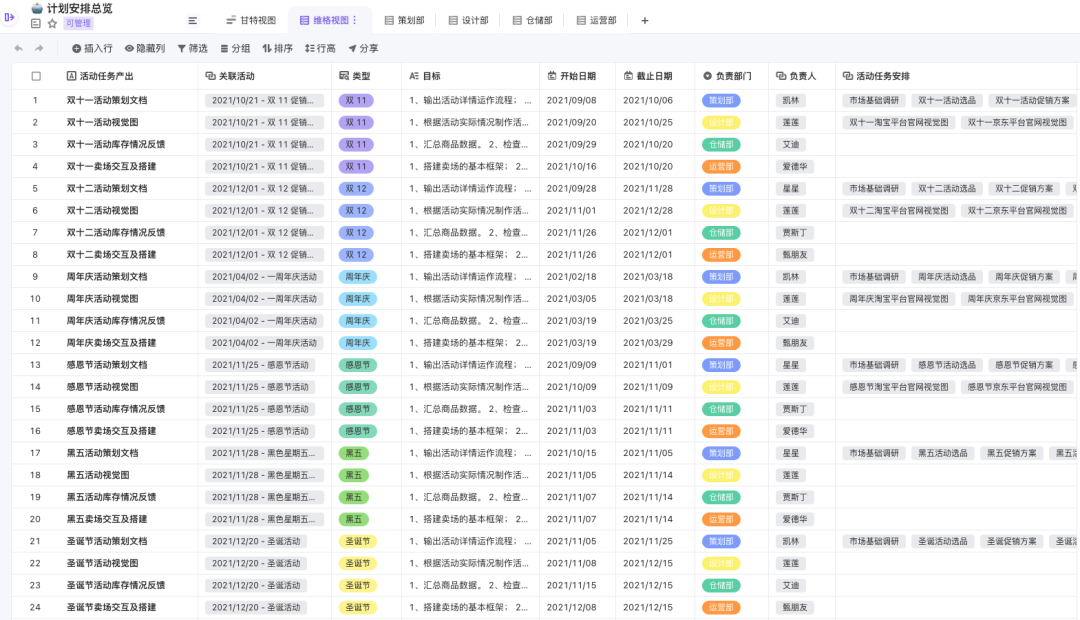 计划安排总览
可管理
甘特视图 维格视图 策划部 设计部 仓储部 运营部 +
插入行 隐藏列 筛选 分组 排序 行高 分享
活动任务产出 关联活动 类型 目标 开始日期 截止日期 负责部门 负责人 活动任务安排
1 双十一活动策划文档 2021/10/21 - 双 11 促销... 双 11 1、输出活动详情运作流程； ... 2021/09/08 2021/10/06 策划部 凯林 市场基础调研 双十一活动选品 双十一活动促销方案
2 双十一活动视觉图 2021/10/21 - 双 11 促销... 双 11 1、根据活动实际情况制作活... 2021/09/20 2021/10/25 设计部 莲莲 双十一淘宝平台官网视觉图 双十一京东平台官网视觉图
3 双十一活动库存情况反馈 2021/10/21 - 双 11 促销... 双 11 1、汇总商品数据。 2、检查... 2021/09/29 2021/10/20 仓储部 艾迪
4 双十一卖场交互及搭建 2021/10/21 - 双 11 促销... 双 11 1、搭建卖场的基本框架； 2... 2021/10/16 2021/10/20 运营部 爱德华
5 双十二活动策划文档 2021/12/01 - 双 12 促销... 双 12 1、输出活动详情运作流程； ... 2021/09/28 2021/11/28 策划部 星星 市场基础调研 双十二活动选品 双十二促销方案
6 双十二活动视觉图 2021/12/01 - 双 12 促销... 双 12 1、根据活动实际情况制作活... 2021/11/01 2021/12/28 设计部 莲莲 双十二淘宝平台官网视觉图 双十二京东平台官网视觉图
7 双十二活动库存情况反馈 2021/12/01 - 双 12 促销... 双 12 1、汇总商品数据。 2、检查... 2021/11/26 2021/12/01 仓储部 贾斯丁
8 双十二卖场交互及搭建 2021/12/01 - 双 12 促销... 双 12 1、搭建卖场的基本框架； 2... 2021/11/26 2021/12/01 运营部 甄朋友
9 周年庆活动策划文档 2021/04/02 - 一周年庆活动 周年庆 1、输出活动详情运作流程； ... 2021/02/18 2021/03/18 策划部 凯林 市场基础调研 周年庆活动选品 周年庆促销方案
10 周年庆活动视觉图 2021/04/02 - 一周年庆活动 周年庆 1、根据活动实际情况制作活... 2021/03/05 2021/03/18 设计部 莲莲 周年庆淘宝平台官网视觉图 周年庆京东平台官网视觉图
11 周年庆活动库存情况反馈 2021/04/02 - 一周年庆活动 周年庆 1、汇总商品数据。 2、检查... 2021/03/19 2021/03/25 仓储部 艾迪
12 周年庆卖场交互及搭建 2021/04/02 - 一周年庆活动 周年庆 1、搭建卖场的基本框架； 2... 2021/03/19 2021/03/29 运营部 甄朋友
13 感恩节活动策划文档 2021/11/25 - 感恩节活动 感恩节 1、输出活动详情运作流程； ... 2021/09/09 2021/11/01 策划部 星星 市场基础调研 感恩节活动选品 感恩节促销方案
14 感恩节活动视觉图 2021/11/25 - 感恩节活动 感恩节 1、根据活动实际情况制作活... 2021/10/09 2021/11/09 设计部 莲莲 感恩节淘宝平台官网视觉图 感恩节京东平台官网视觉图
15 感恩节活动库存情况反馈 2021/11/25 - 感恩节活动 感恩节 1、汇总商品数据。 2、检查... 2021/11/03 2021/11/11 仓储部 贾斯丁
16 感恩节卖场交互及搭建 2021/11/25 - 感恩节活动 感恩节 1、搭建卖场的基本框架； 2... 2021/11/03 2021/11/11 运营部 爱德华
17 黑五活动策划文档 2021/11/28 - 黑色星期五... 黑五 1、输出活动详情运作流程； ... 2021/10/15 2021/11/05 策划部 星星 市场基础调研 黑五活动选品 黑五促销方案 黑五
18 黑五活动视觉图 2021/11/28 - 黑色星期五... 黑五 1、根据活动实际情况制作活... 2021/11/05 2021/11/14 设计部 莲莲
19 黑五活动库存情况反馈 2021/11/28 - 黑色星期五... 黑五 1、汇总商品数据。 2、检查... 2021/11/07 2021/11/14 仓储部 贾斯丁
20 黑五卖场交互及搭建 2021/11/28 - 黑色星期五... 黑五 1、搭建卖场的基本框架； 2... 2021/11/07 2021/11/14 运营部 爱德华
21 圣诞节活动策划文档 2021/12/20 - 圣诞活动 圣诞节 1、输出活动详情运作流程； ... 2021/11/05 2021/11/25 策划部 凯林 市场基础调研 圣诞活动选品 圣诞促销方案 圣诞
22 圣诞节活动视觉图 2021/12/20 - 圣诞活动 圣诞节 1、根据活动实际情况制作活... 2021/11/08 2021/12/15 设计部 莲莲
23 圣诞节活动库存情况反馈 2021/12/20 - 圣诞活动 圣诞节 1、汇总商品数据。 2、检查... 2021/11/15 2021/12/15 仓储部 艾迪
24 圣诞节卖场交互及搭建 2021/12/20 - 圣诞活动 圣诞节 1、搭建卖场的基本框架； 2... 2021/12/08 2021/12/15 运营部 甄朋友